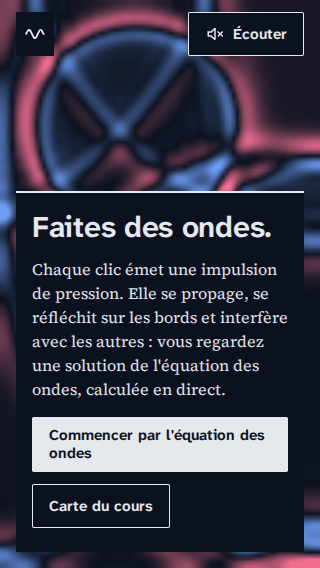 Écouter
Faites des ondes.
Chaque clic émet une impulsion
de pression. Elle se propage, se
réfléchit sur les bords et interfère
avec les autres : vous regardez
une solution de l'équation des
ondes, calculée en direct.
Commencer par l'équation des
ondes
Carte du cours